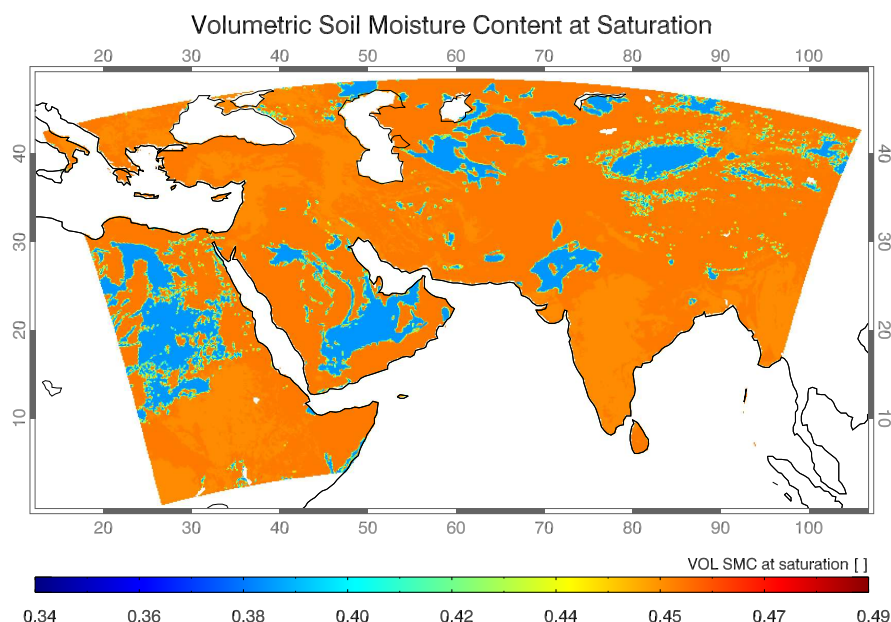 Volumetric Soil Moisture Content at Saturation
20 30 40 50 60 70 80 90 100
40 40
30 30
20 20
10 10
20 30 40 50 60 70 80 90 100
VOL SMC at saturation [ ]
0.34 0.36 0.38 0.40 0.42 0.44 0.45 0.47 0.49